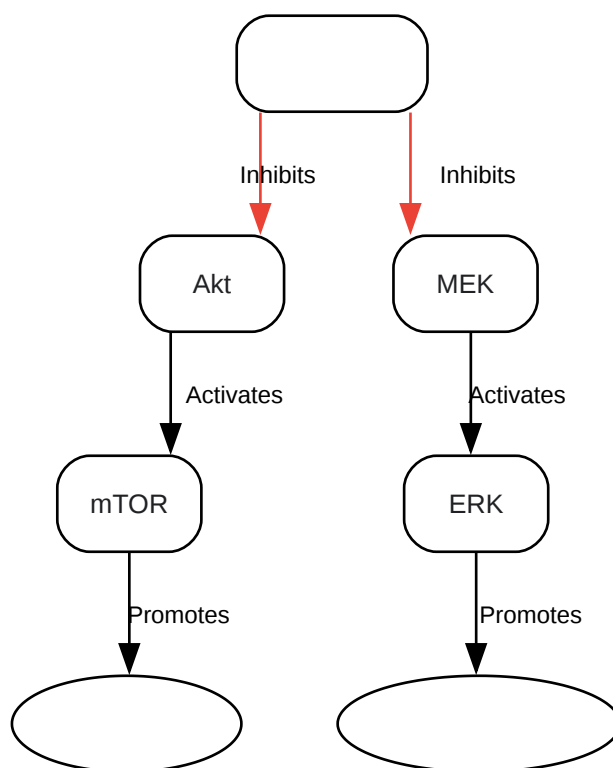 Inhibits
Inhibits
Akt
MEK
Activates
Activates
mTOR
ERK
Promotes
Promotes